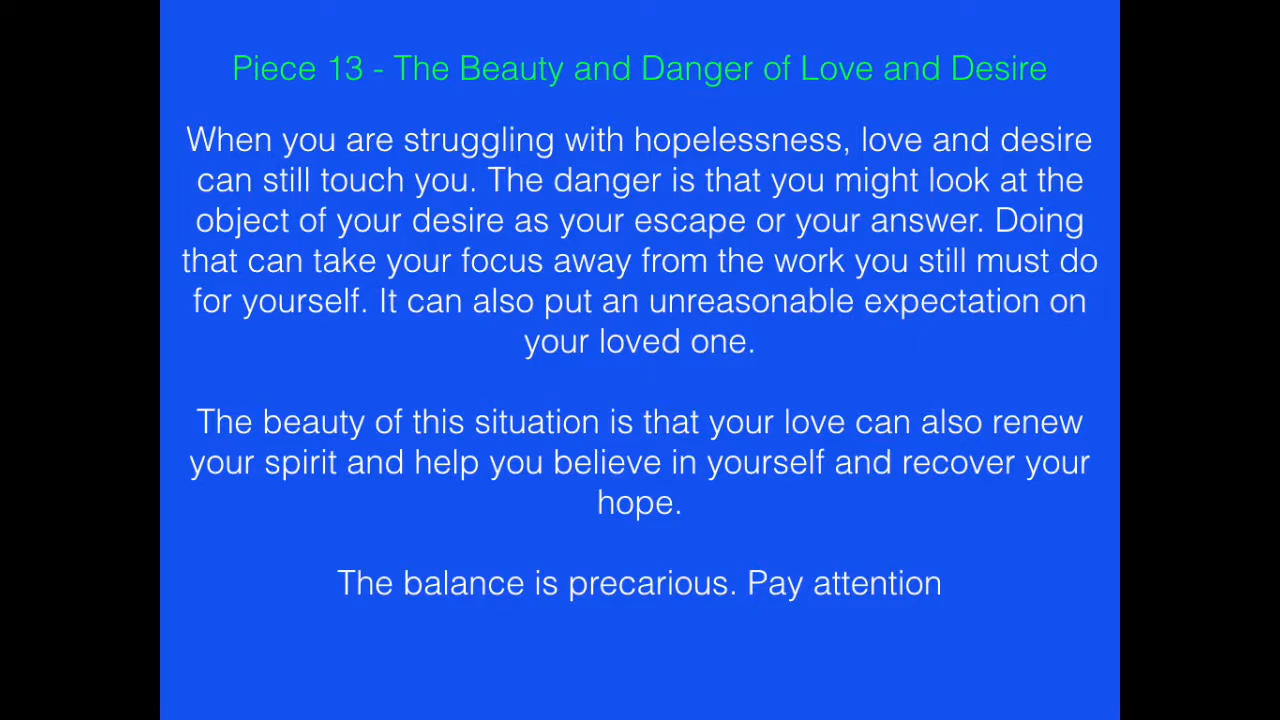 Piece 13 - The Beauty and Danger of Love and Desire
When you are struggling with hopelessness, love and desire
can still touch you. The danger is that you might look at the
object of your desire as your escape or your answer. Doing
that can take your focus away from the work you still must do
for yourself. It can also put an unreasonable expectation on
your loved one.
The beauty of this situation is that your love can also renew
your spirit and help you believe in yourself and recover your
hope.
The balance is precarious. Pay attention